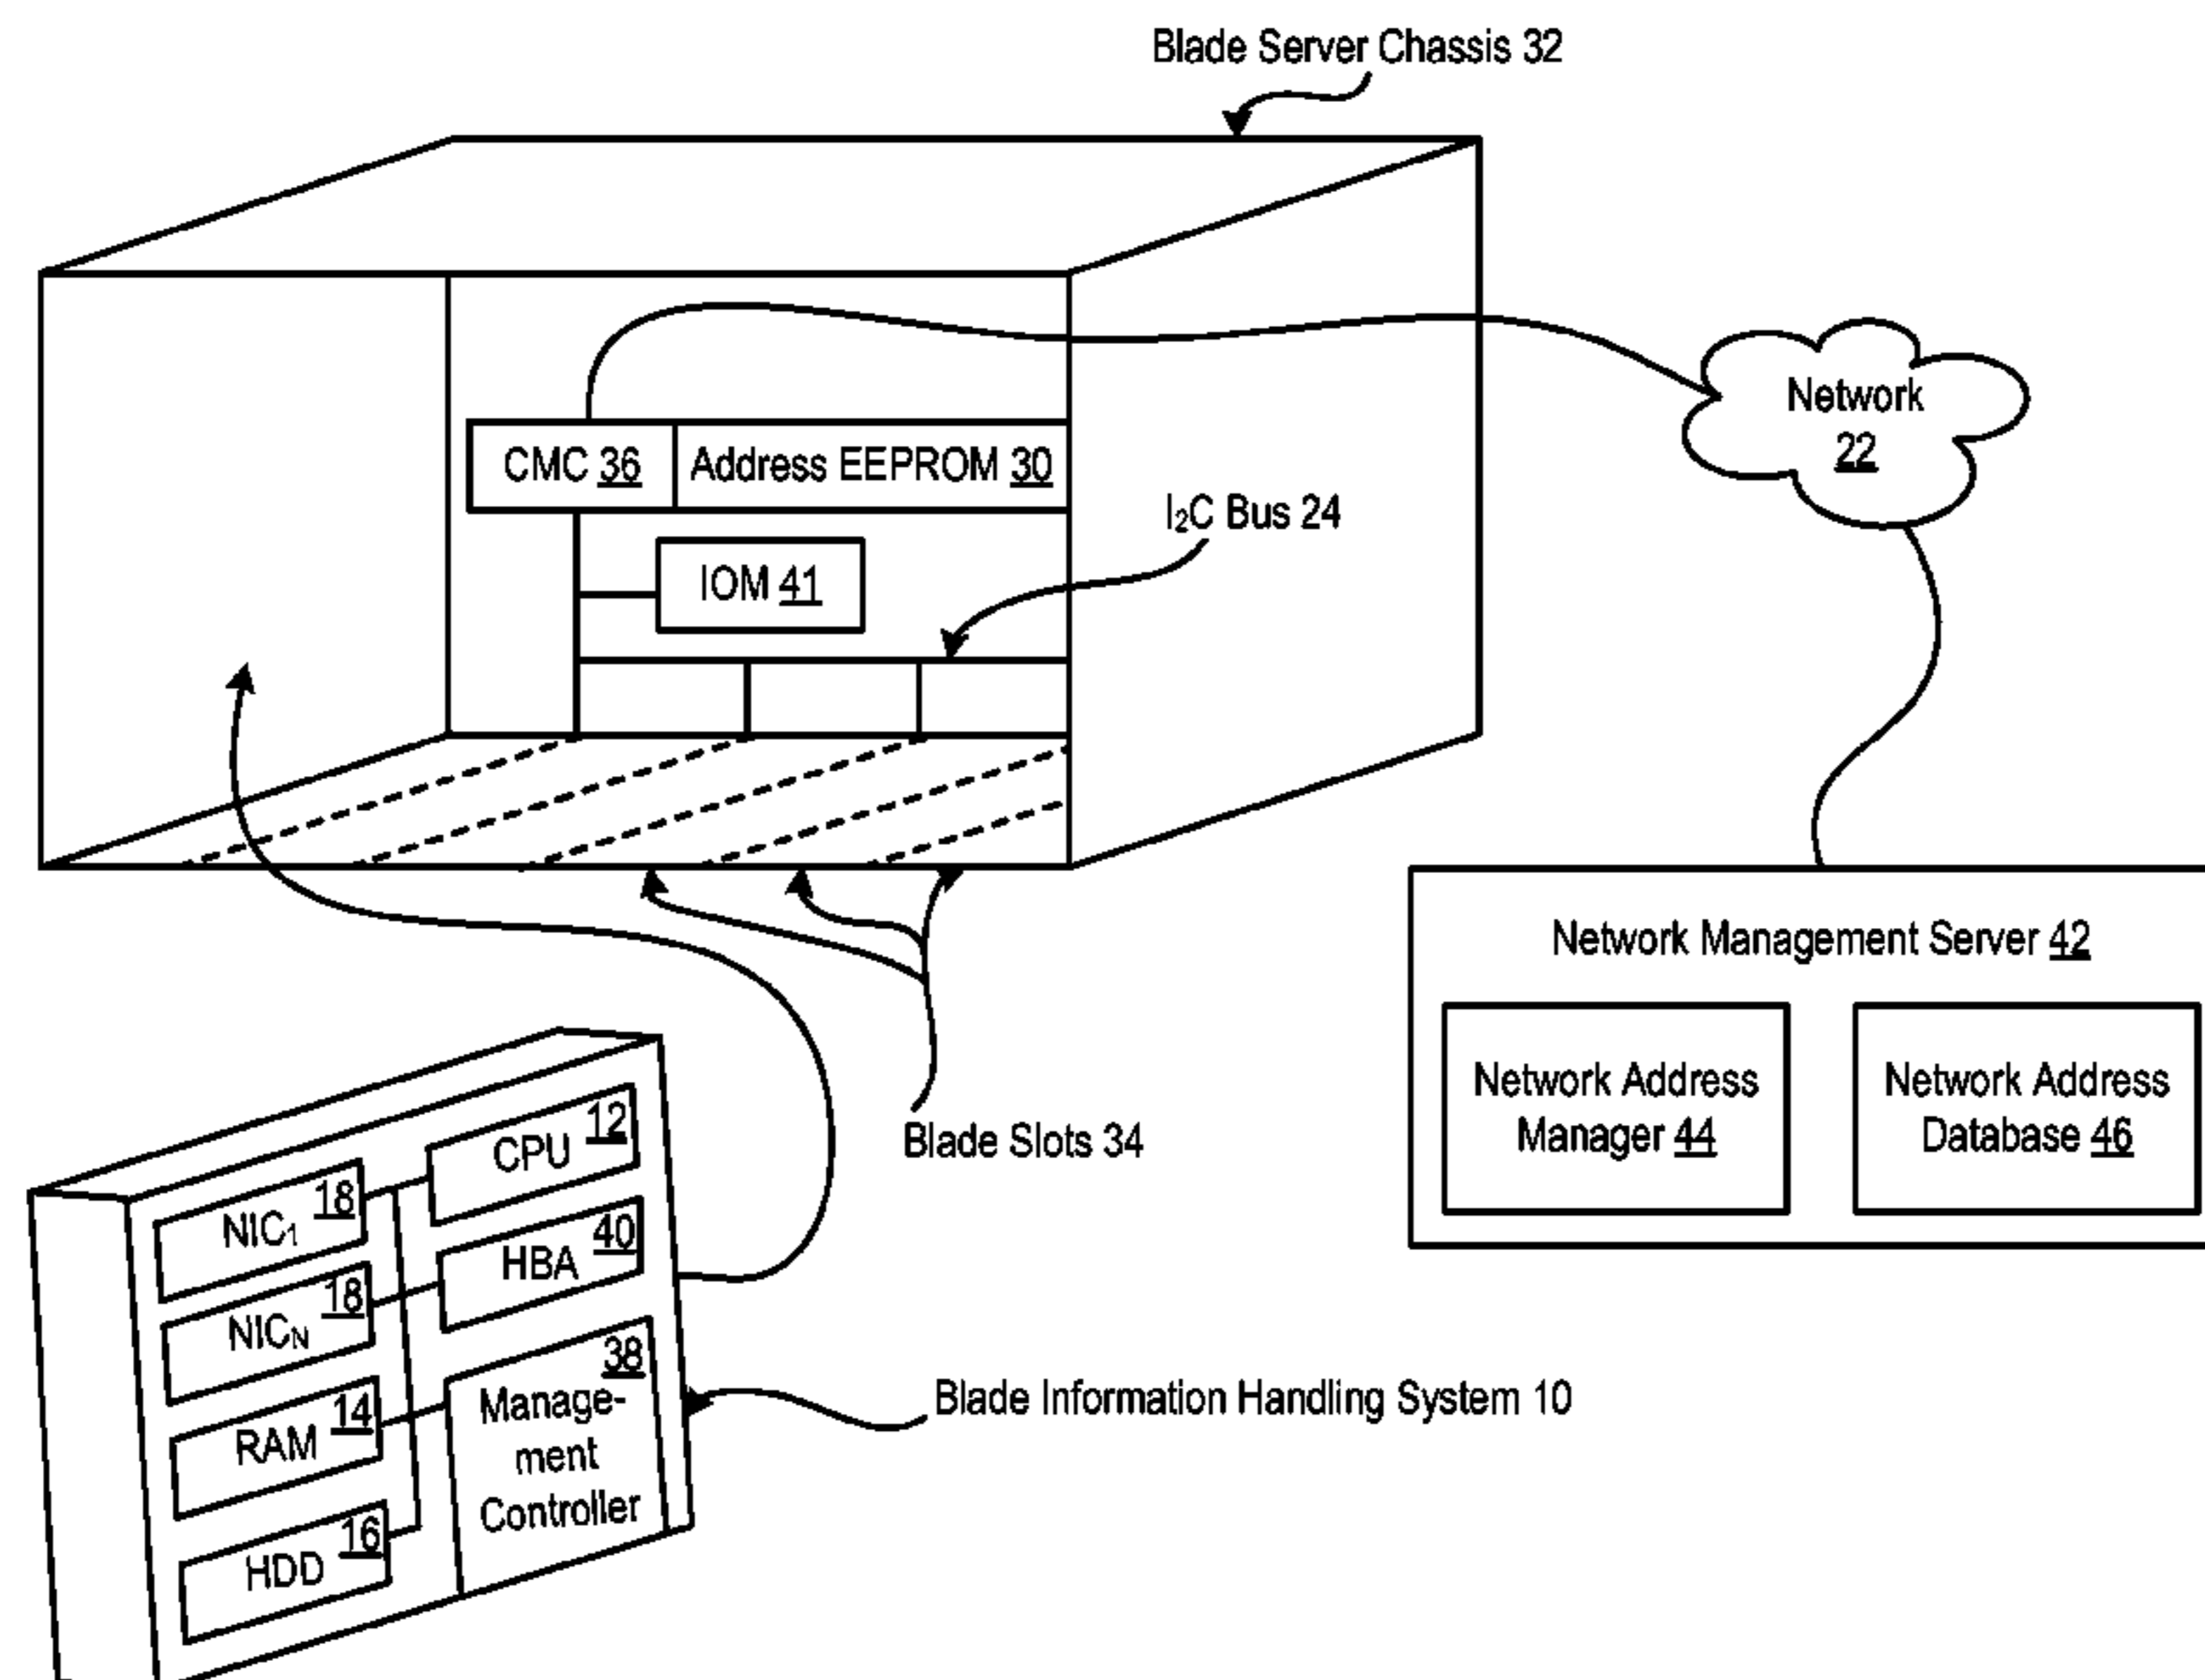 Blade Server Chassis 32
Network
22
CMC 36
Address EEPROM 30
I₂C Bus 24
IOM 41
Network Management Server 42
Network Address
Manager 44
Network Address
Database 46
Blade Slots 34
CPU 12
NIC₁ 18
HBA 40
NICN 18
38
Manage-
ment
Controller
RAM 14
HDD 16
Blade Information Handling System 10